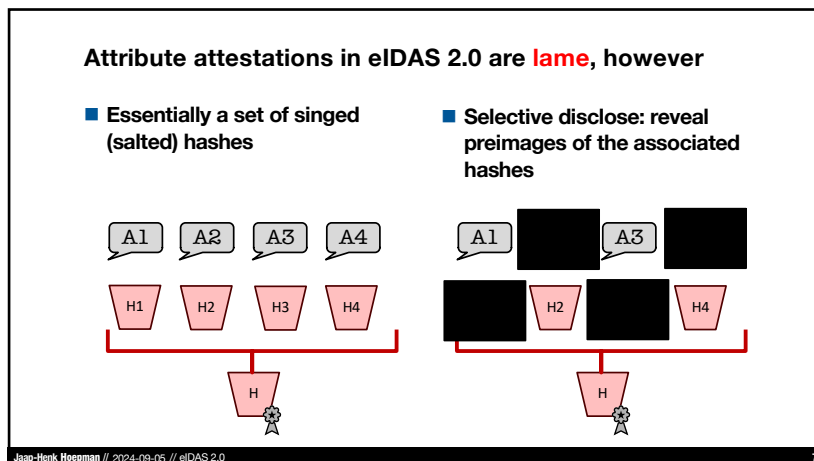 Attribute attestations in eIDAS 2.0 are lame, however
Essentially a set of singed
(salted) hashes
Selective disclose: reveal
preimages of the associated
hashes
A1 A2 A3 A4
H1 H2 H3 H4
H
A1 A3
H2 H4
H
Jaap-Henk Hoepman // 2024-09-05 // eIDAS 2.0